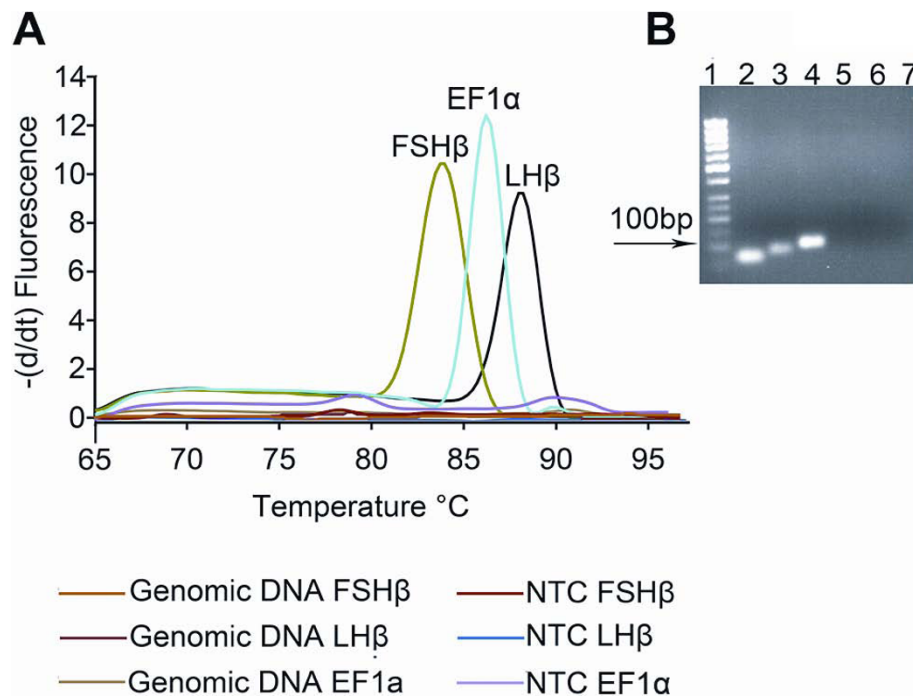 A
B
14
12
10
8
6
4
2
0
-(d/dt) Fluorescence
FSHβ
EF1α
LHβ
65 70 75 80 85 90 95
Temperature °C
1 2 3 4 5 6 7
100bp
Genomic DNA FSHβ
Genomic DNA LHβ
Genomic DNA EF1a
NTC FSHβ
NTC LHβ
NTC EF1α